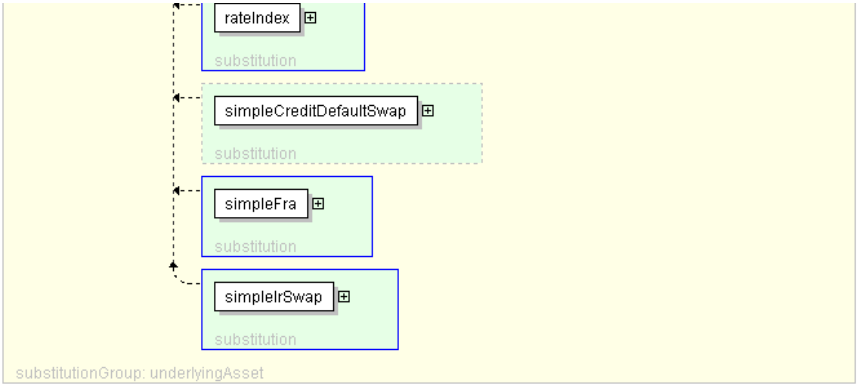 rateIndex
substitution
simpleCreditDefaultSwap
substitution
simpleFra
substitution
simpleIrSwap
substitution
substitutionGroup: underlyingAsset